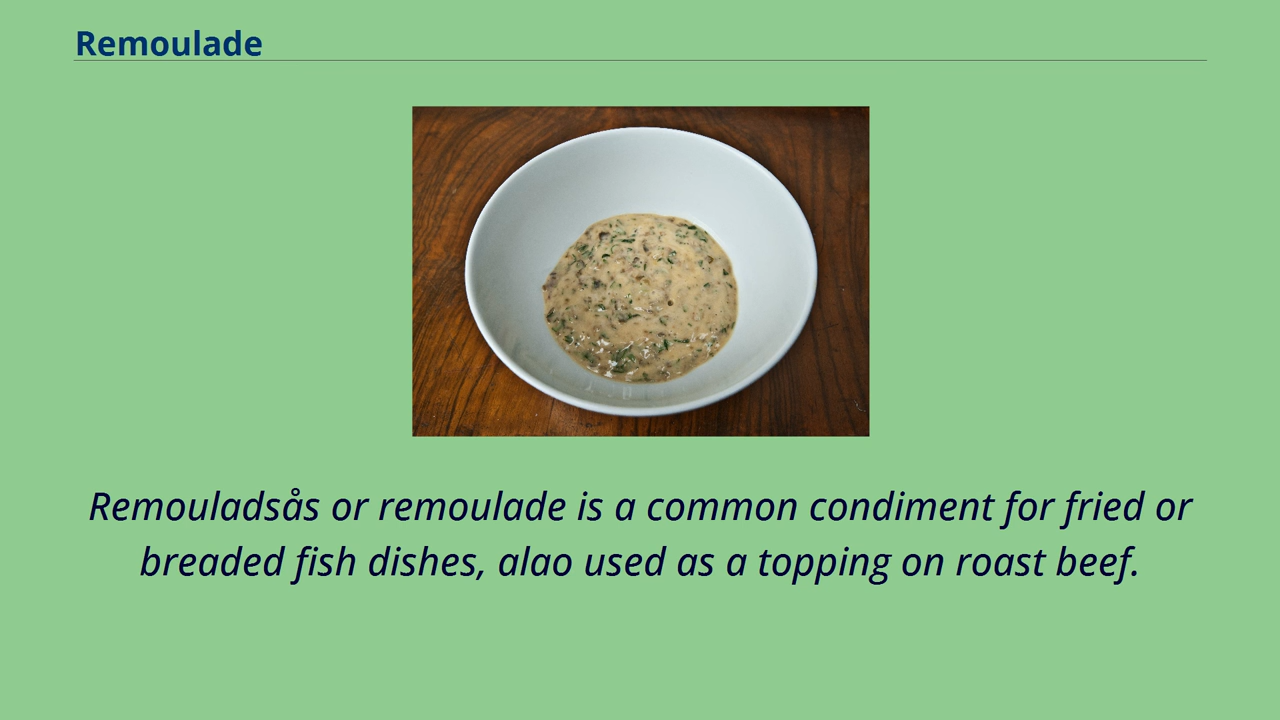 Remoulade
Remouladsås or remoulade is a common condiment for fried or
breaded fish dishes, alao used as a topping on roast beef.